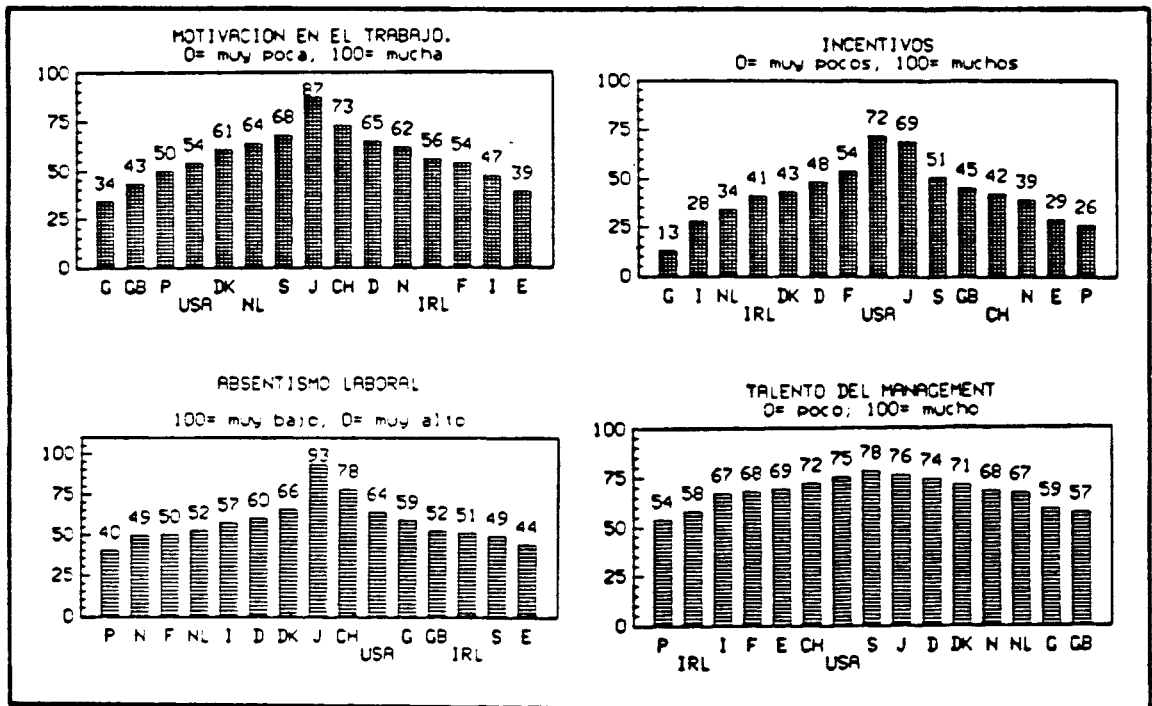 MOTIVACION EN EL TRABAJO.
0= muy poca, 100= mucha
100
75
50
25
0
34 43 50 54 61 64 68 87 73 65 62 56 54 47 39
G GB P DK S J CH D N F I E
USA NL IRL
INCENTIVOS
0= muy pocos, 100= muchos
100
75
50
25
0
13 28 34 41 43 48 54 72 69 51 45 42 39 29 26
G I NL DK D F J S GB N E P
IRL USA CH
ABSENTISMO LABORAL
100= muy bajo, 0= muy alto
100
75
50
25
0
40 49 50 52 57 60 66 93 78 64 59 52 51 49 44
P N F NL I D DK J CH G GB S E
USA IRL
TALENTO DEL MANAGEMENT
0= poco; 100= mucho
100
75
50
25
0
54 58 67 68 69 72 75 78 76 74 71 68 67 59 57
P I F E CH S J D DK N NL G GB
IRL USA